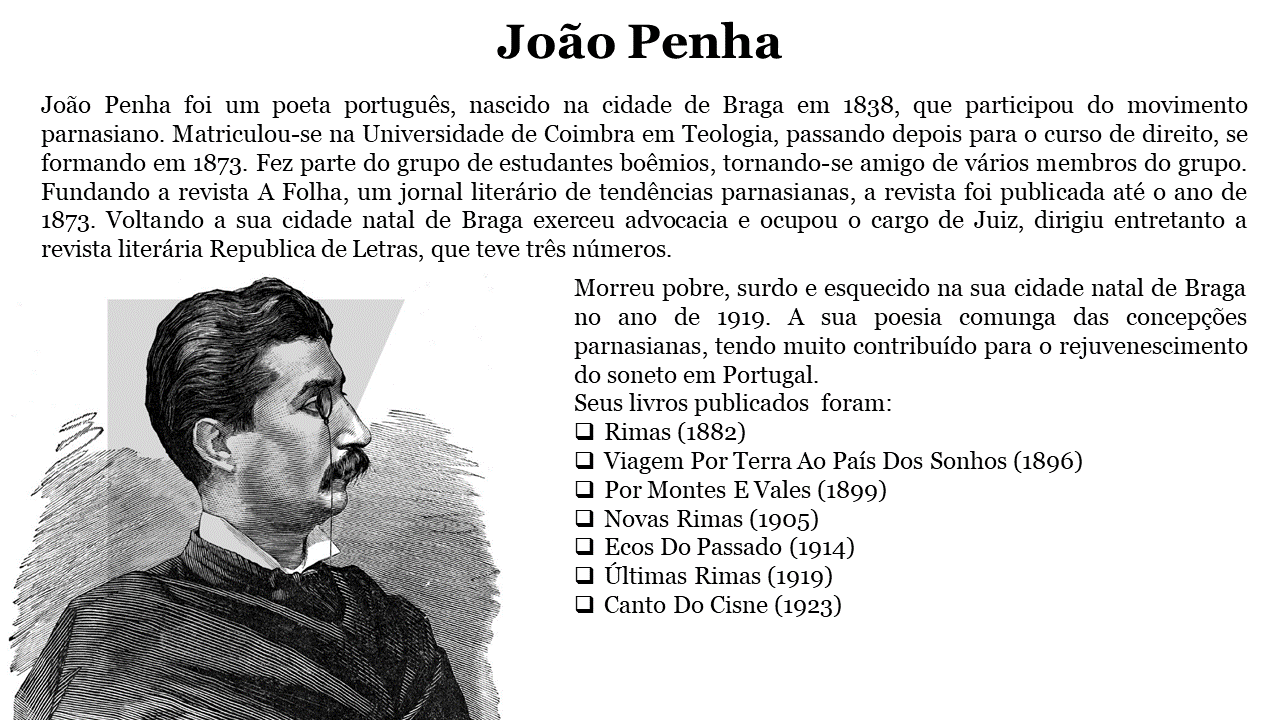 João Penha
João Penha foi um poeta português, nascido na cidade de Braga em 1838, que participou do movimento
parnasiano. Matriculou-se na Universidade de Coimbra em Teologia, passando depois para o curso de direito, se
formando em 1873. Fez parte do grupo de estudantes boêmios, tornando-se amigo de vários membros do grupo.
Fundando a revista A Folha, um jornal literário de tendências parnasianas, a revista foi publicada até o ano de
1873. Voltando a sua cidade natal de Braga exerceu advocacia e ocupou o cargo de Juiz, dirigiu entretanto a
revista literária Republica de Letras, que teve três números.
Morreu pobre, surdo e esquecido na sua cidade natal de Braga
no ano de 1919. A sua poesia comunga das concepções
parnasianas, tendo muito contribuído para o rejuvenescimento
do soneto em Portugal.
Seus livros publicados  foram:
❑ Rimas (1882)
❑ Viagem Por Terra Ao País Dos Sonhos (1896)
❑ Por Montes E Vales (1899)
❑ Novas Rimas (1905)
❑ Ecos Do Passado (1914)
❑ Últimas Rimas (1919)
❑ Canto Do Cisne (1923)